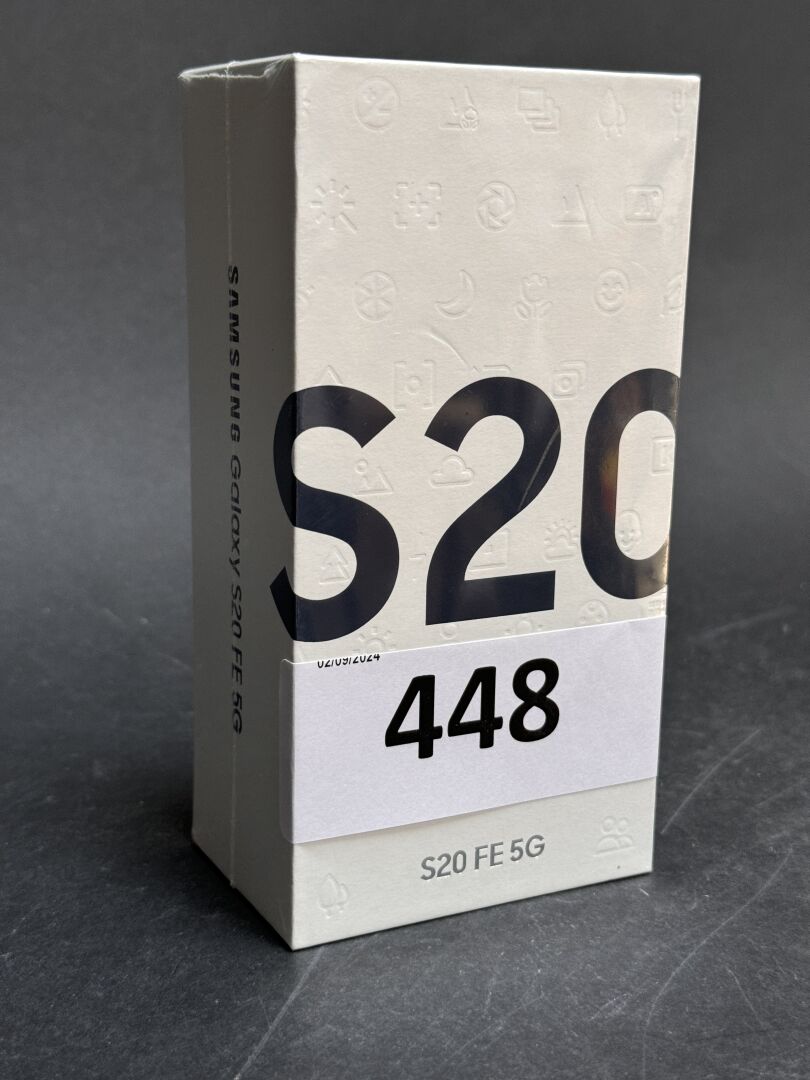 SAMSUNG Galaxy S20 FE 5G
S20
02/09/2024
448
S20 FE 5G